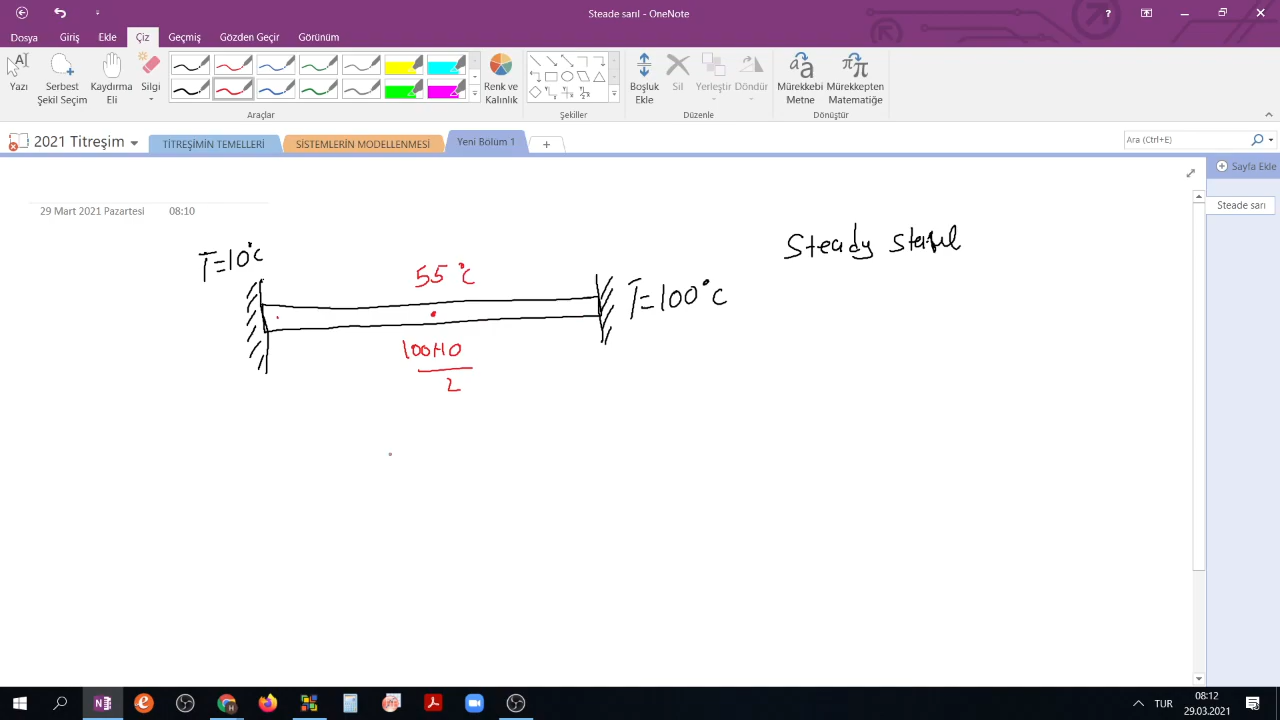 Steade sarıl - OneNote
Dosya Giriş Ekle Çiz Geçmiş Gözden Geçir Görünüm
Yazı
Serbest Şekil Seçim
Kaydırma Eli
Silgi
Renk ve Kalınlık
Boşluk Ekle
Sil
Yerleştir
Döndür
Mürekkebi Metne
Mürekkepten Matematiğe
Araçlar Şekiller Düzenle Dönüştür
2021 Titreşim TİTREŞİMİN TEMELLERİ SİSTEMLERİN MODELLENMESİ Yeni Bölüm 1
Ara (Ctrl+E)
Sayfa Ekle
Steade sarı
29 Mart 2021 Pazartesi 08:10
T=10°C
Steady
55°C
T=100°C
100+10
2
TUR
08:12
29.03.2021